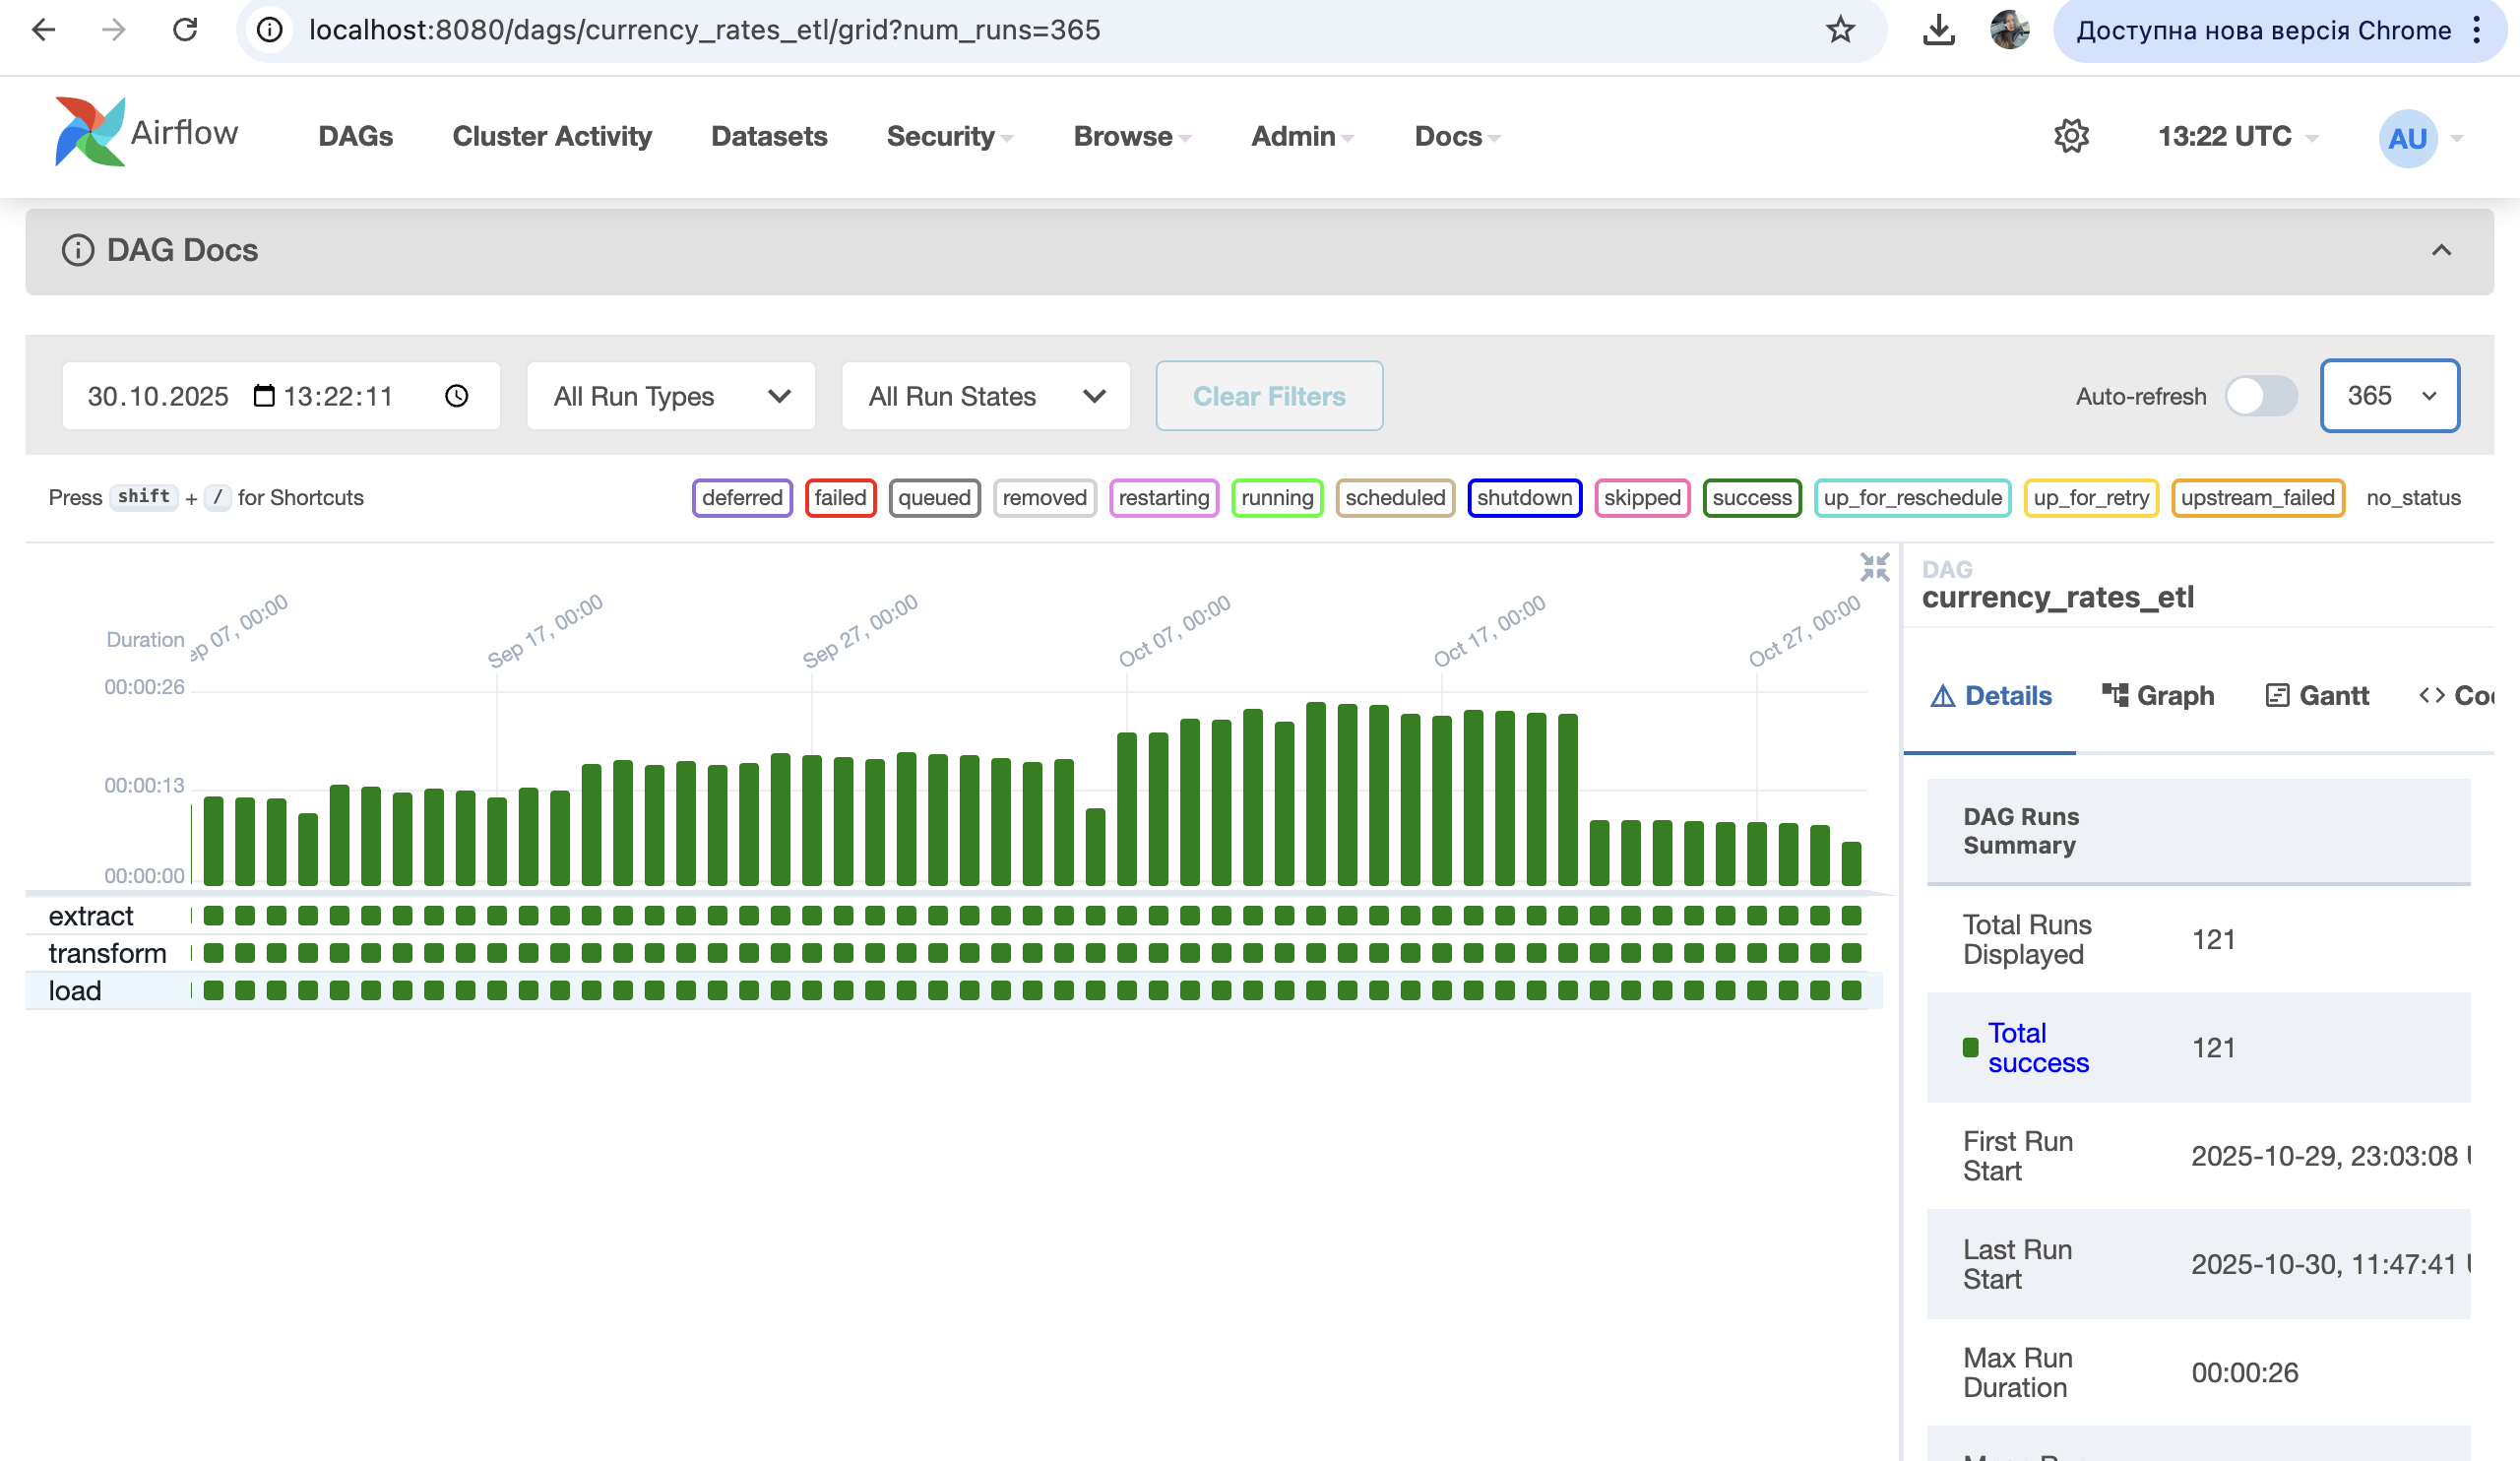 localhost:8080/dags/currency_rates_etl/grid?num_runs=365
Доступна нова версія Chrome
Airflow
DAGs Cluster Activity Datasets Security Browse Admin Docs 13:22 UTC AU
DAG Docs
30.10.2025 13:22:11 All Run Types All Run States Clear Filters Auto-refresh 365
Press shift + / for Shortcuts deferred failed queued removed restarting running scheduled shutdown skipped success up_for_reschedule up_for_retry upstream_failed no_status
Duration ep 07, 00:00 Sep 17, 00:00 Sep 27, 00:00 Oct 07, 00:00 Oct 17, 00:00 Oct 27, 00:00
00:00:26
00:00:13
00:00:00
extract
transform
load
DAG
currency_rates_etl
Details Graph Gantt Co
DAG Runs
Summary
Total Runs
Displayed
121
Total
success
121
First Run
Start
2025-10-29, 23:03:08 U
Last Run
Start
2025-10-30, 11:47:41 U
Max Run
Duration
00:00:26